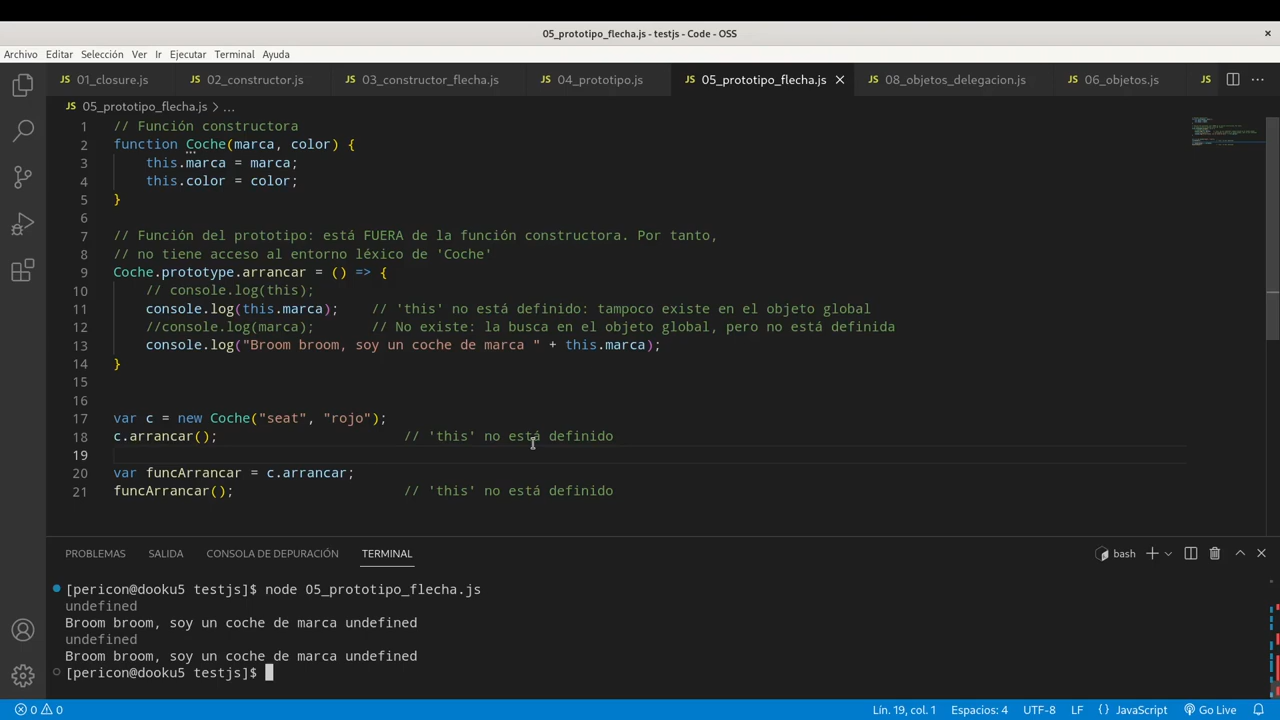 05_prototipo_flecha.js - testjs - Code - OSS
Archivo Editar Selección Ver Ir Ejecutar Terminal Ayuda
JS 01_closure.js JS 02_constructor.js JS 03_constructor_flecha.js JS 04_prototipo.js JS 05_prototipo_flecha.js JS 08_objetos_delegacion.js JS 06_objetos.js JS
JS 05_prototipo_flecha.js > ...
1 // Función constructora
2 function Coche(marca, color) {
3 this.marca = marca;
4 this.color = color;
5 }
6
7 // Función del prototipo: está FUERA de la función constructora. Por tanto,
8 // no tiene acceso al entorno léxico de 'Coche'
9 Coche.prototype.arrancar = () => {
10 // console.log(this);
11 console.log(this.marca); // 'this' no está definido: tampoco existe en el objeto global
12 //console.log(marca); // No existe: la busca en el objeto global, pero no está definida
13 console.log("Broom broom, soy un coche de marca " + this.marca);
14 }
15
16
17 var c = new Coche("seat", "rojo");
18 c.arrancar(); // 'this' no está definido
19
20 var funcArrancar = c.arrancar;
21 funcArrancar(); // 'this' no está definido
PROBLEMAS SALIDA CONSOLA DE DEPURACIÓN TERMINAL bash
[pericon@dooku5 testjs]$ node 05_prototipo_flecha.js
undefined
Broom broom, soy un coche de marca undefined
undefined
Broom broom, soy un coche de marca undefined
[pericon@dooku5 testjs]$
0 0 Lín. 19, col. 1 Espacios: 4 UTF-8 LF {} JavaScript Go Live